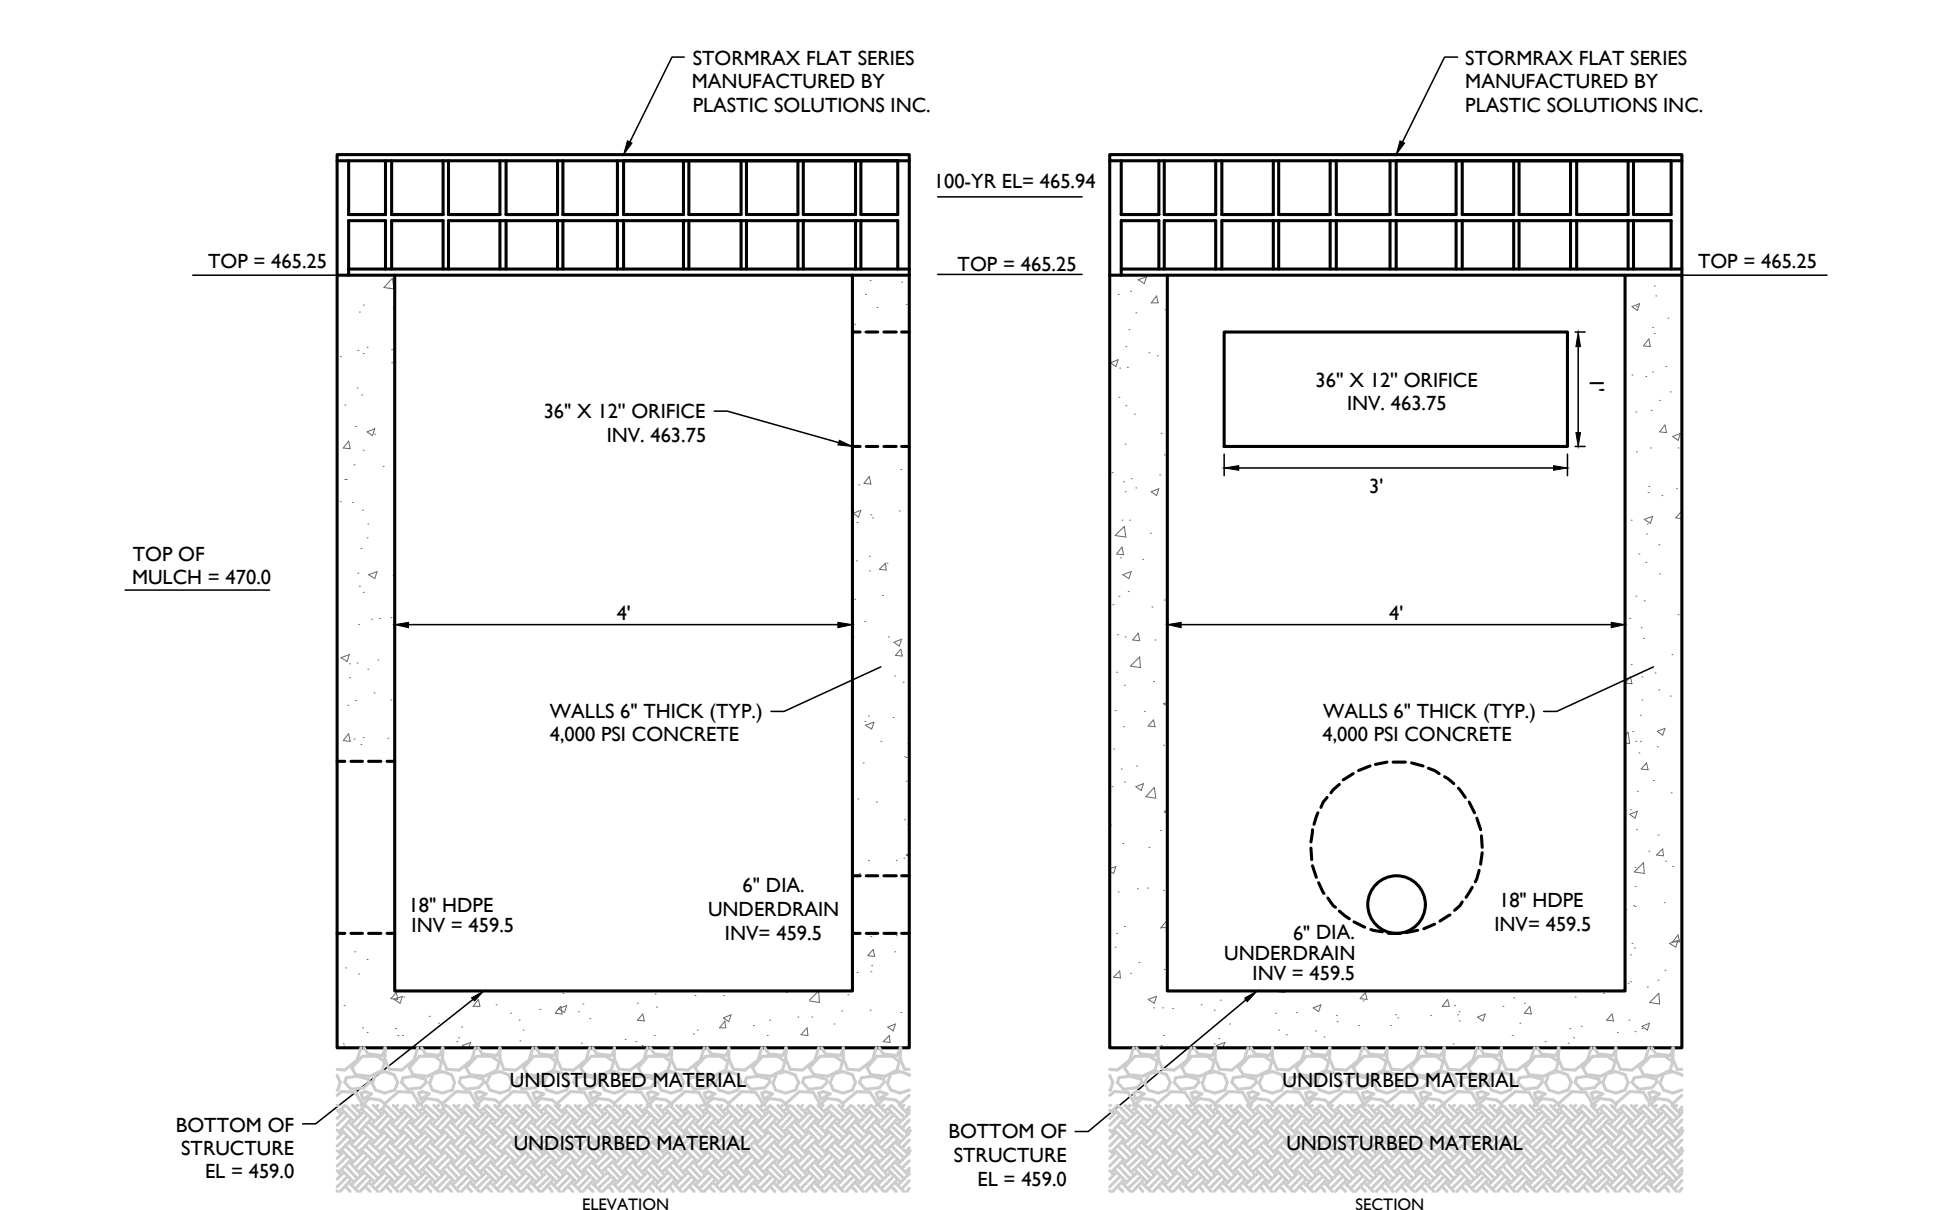 STORMRAX FLAT SERIES
MANUFACTURED BY
PLASTIC SOLUTIONS INC.
TOP = 465.25
36" X 12" ORIFICE
INV. 463.75
TOP OF
MULCH = 470.0
4'
WALLS 6" THICK (TYP.)
4,000 PSI CONCRETE
18" HDPE
INV = 459.5
6" DIA.
UNDERDRAIN
INV= 459.5
UNDISTURBED MATERIAL
UNDISTURBED MATERIAL
BOTTOM OF
STRUCTURE
EL = 459.0
ELEVATION
STORMRAX FLAT SERIES
MANUFACTURED BY
PLASTIC SOLUTIONS INC.
100-YR EL= 465.94
TOP = 465.25
TOP = 465.25
36" X 12" ORIFICE
INV. 463.75
1'
3'
4'
WALLS 6" THICK (TYP.)
4,000 PSI CONCRETE
18" HDPE
INV= 459.5
6" DIA.
UNDERDRAIN
INV = 459.5
UNDISTURBED MATERIAL
UNDISTURBED MATERIAL
BOTTOM OF
STRUCTURE
EL = 459.0
SECTION